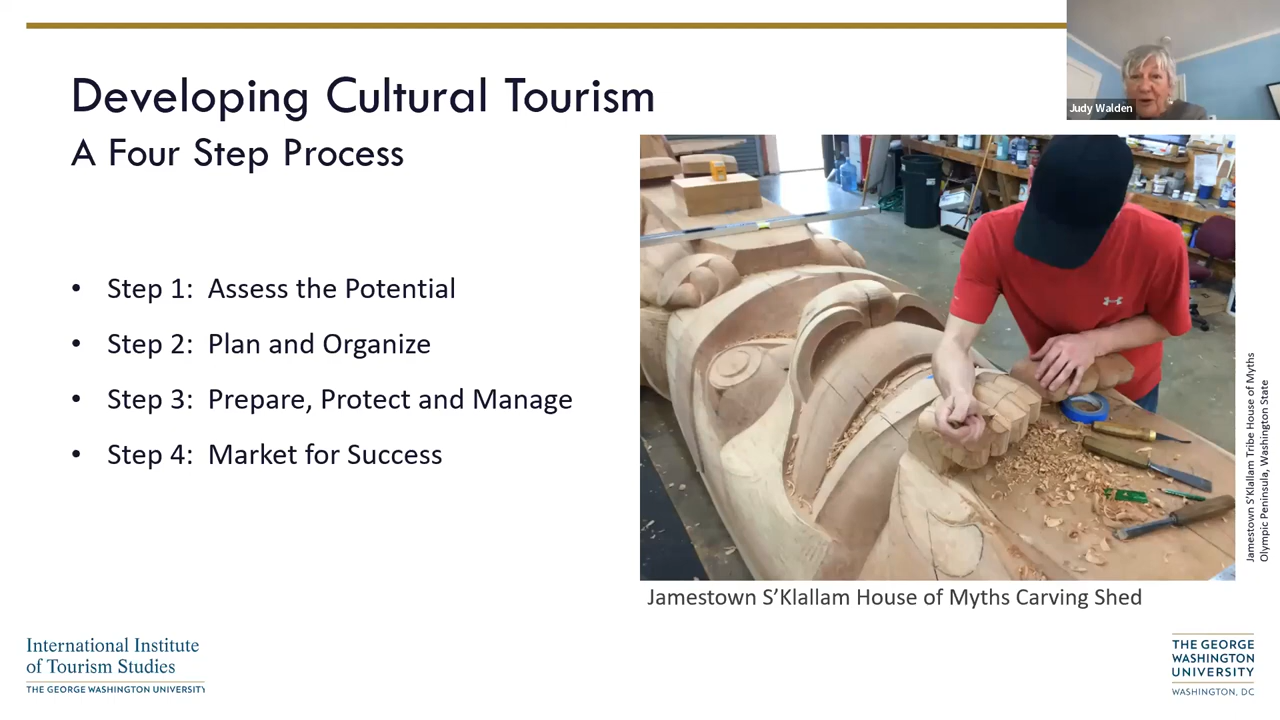 Developing Cultural Tourism
A Four Step Process
Judy Walden
• Step 1: Assess the Potential
• Step 2: Plan and Organize
• Step 3: Prepare, Protect and Manage
• Step 4: Market for Success
Jamestown S'Klallam Tribe House of Myths
Olympic Peninsula, Washington State
Jamestown S'Klallam House of Myths Carving Shed
International Institute
of Tourism Studies
THE GEORGE WASHINGTON UNIVERSITY
THE GEORGE
WASHINGTON
UNIVERSITY
WASHINGTON, DC